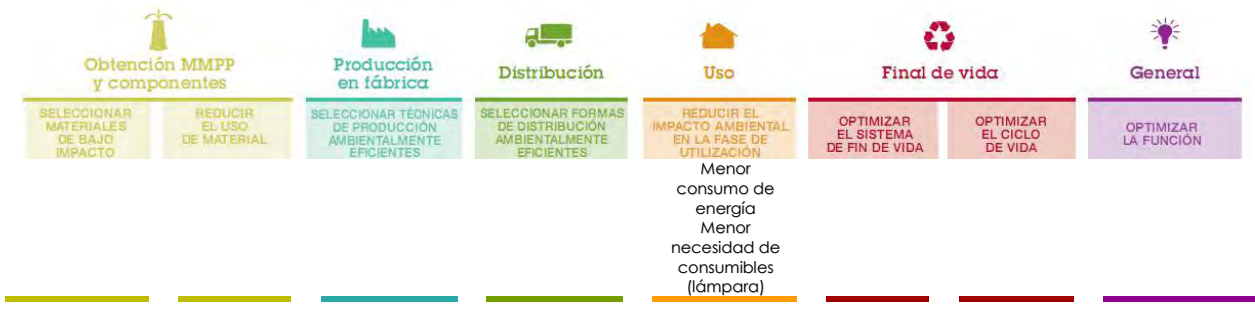 Obtención MMPP
y componentes
Producción
en fábrica
Distribución
Uso
Final de vida
General
SELECCIONAR
MATERIALES
DE BAJO
IMPACTO
REDUCIR
EL USO
DE MATERIAL
SELECCIONAR TÉCNICAS
DE PRODUCCIÓN
AMBIENTALMENTE
EFICIENTES
SELECCIONAR FORMAS
DE DISTRIBUCIÓN
AMBIENTALMENTE
EFICIENTES
REDUCIR EL
IMPACTO AMBIENTAL
EN LA FASE DE
UTILIZACIÓN
OPTIMIZAR
EL SISTEMA
DE FIN DE VIDA
OPTIMIZAR
EL CICLO
DE VIDA
OPTIMIZAR
LA FUNCIÓN
Menor
consumo de
energía
Menor
necesidad de
consumibles
(lámpara)